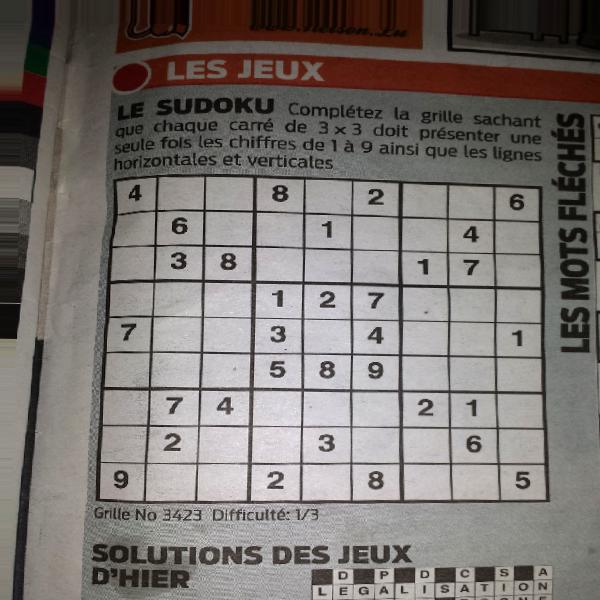 www.Nelson.Lu
LES JEUX
LE SUDOKU Complétez la grille sachant
que chaque carré de 3 x 3 doit présenter une
seule fois les chiffres de 1 à 9 ainsi que les lignes
horizontales et verticales
4 8 2 6
6 1 4
3 8 1 7
1 2 7
7 3 4 1
5 8 9
7 4 2 1
2 3 6
9 2 8 5
Grille No 3423 Difficulté: 1/3
LES MOTS FLÉCHÉS
SOLUTIONS DES JEUX
D'HIER
D P D C S A
LEGALISATION